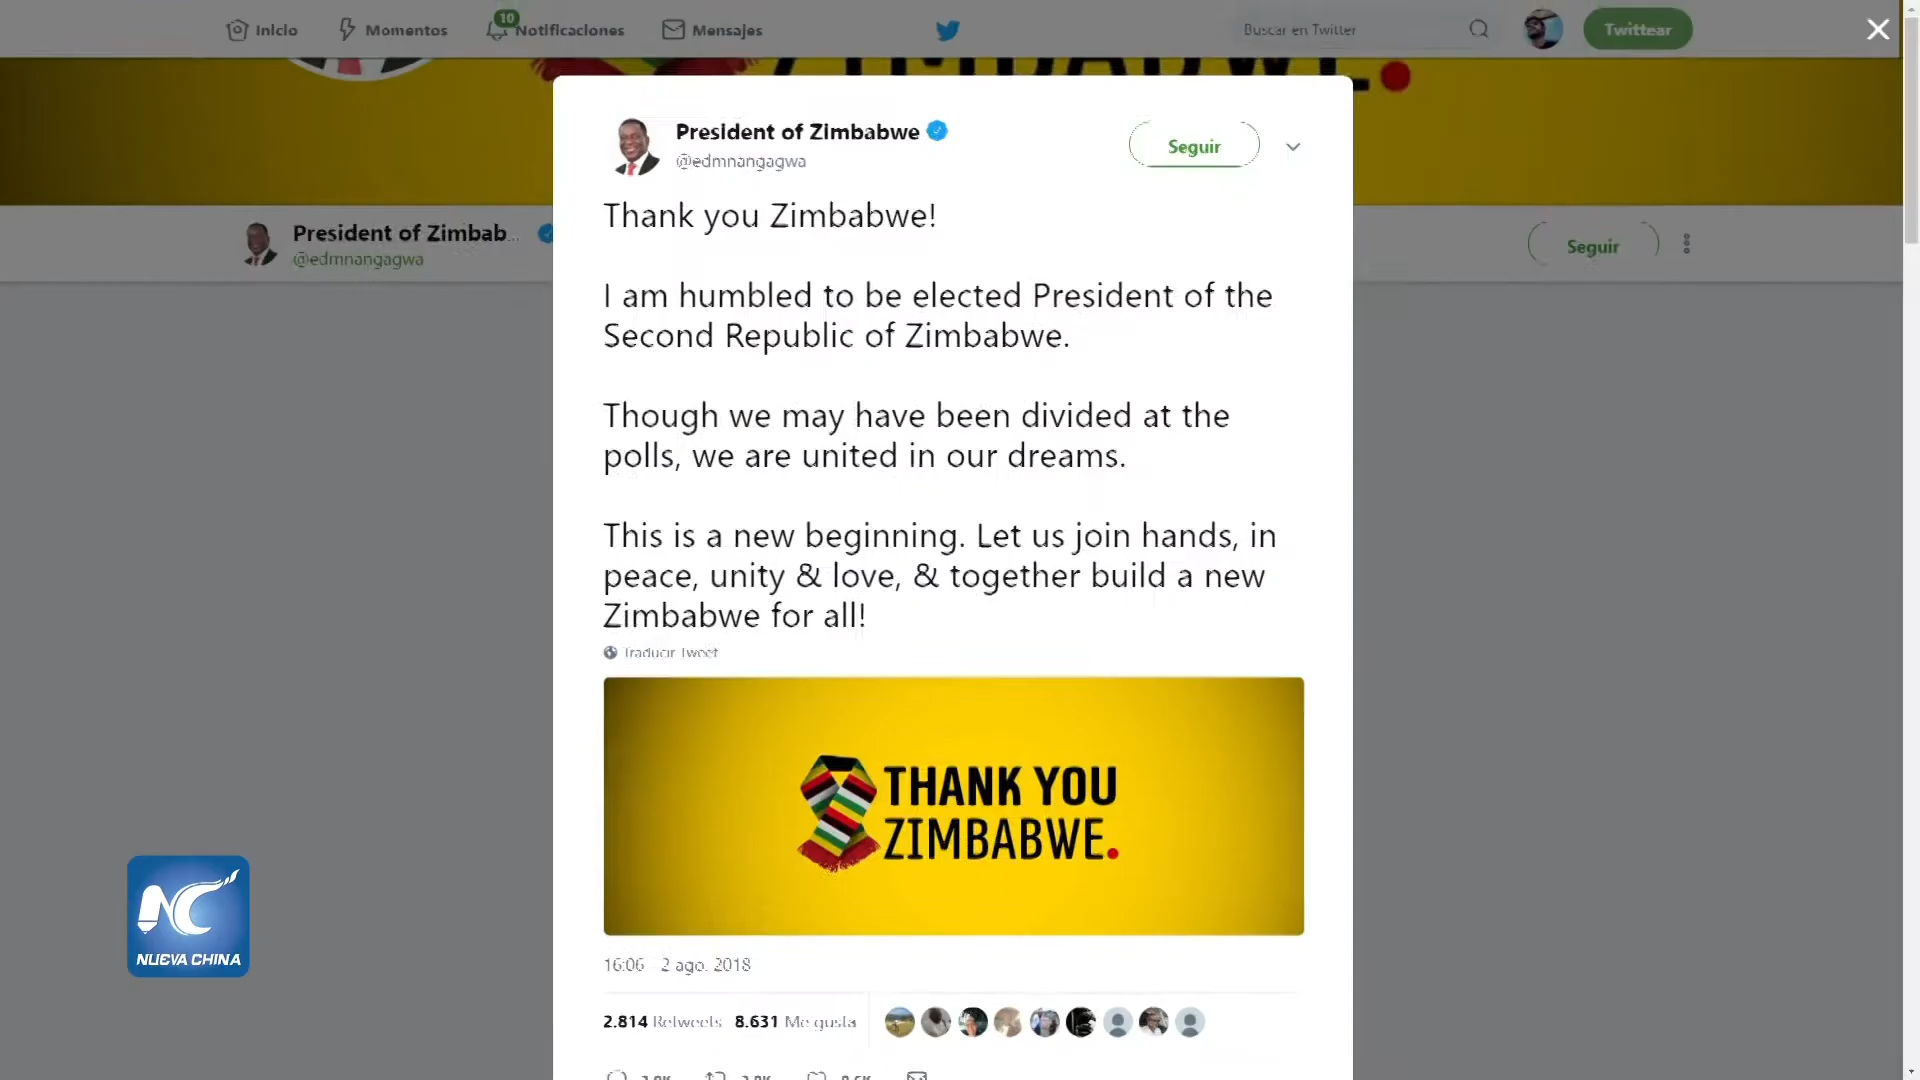 Inicio
Momentos
10
Notificaciones
Mensajes
Buscar en Twitter
Twittear
President of Zimbab...
@edmnangagwa
Seguir
President of Zimbabwe
@edmnangagwa
Seguir
Thank you Zimbabwe!
I am humbled to be elected President of the
Second Republic of Zimbabwe.
Though we may have been divided at the
polls, we are united in our dreams.
This is a new beginning. Let us join hands, in
peace, unity & love, & together build a new
Zimbabwe for all!
Traducir Tweet
THANK YOU
ZIMBABWE.
16:06 2 ago. 2018
2.814 Retweets 8.631 Me gusta
NC
NUEVA CHINA